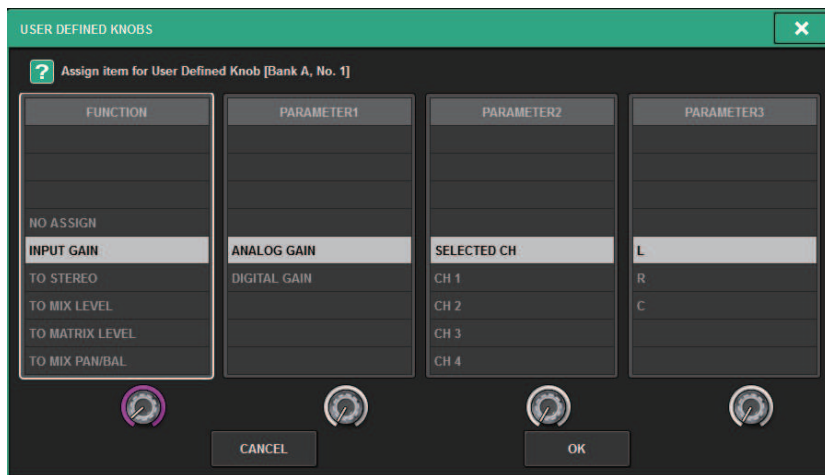 USER DEFINED KNOBS
?
Assign item for User Defined Knob [Bank A, No. 1]
FUNCTION PARAMETER1 PARAMETER2 PARAMETER3
NO ASSIGN
INPUT GAIN ANALOG GAIN SELECTED CH L
TO STEREO DIGITAL GAIN CH 1 R
TO MIX LEVEL CH 2 C
TO MATRIX LEVEL CH 3
TO MIX PAN/BAL CH 4
CANCEL OK